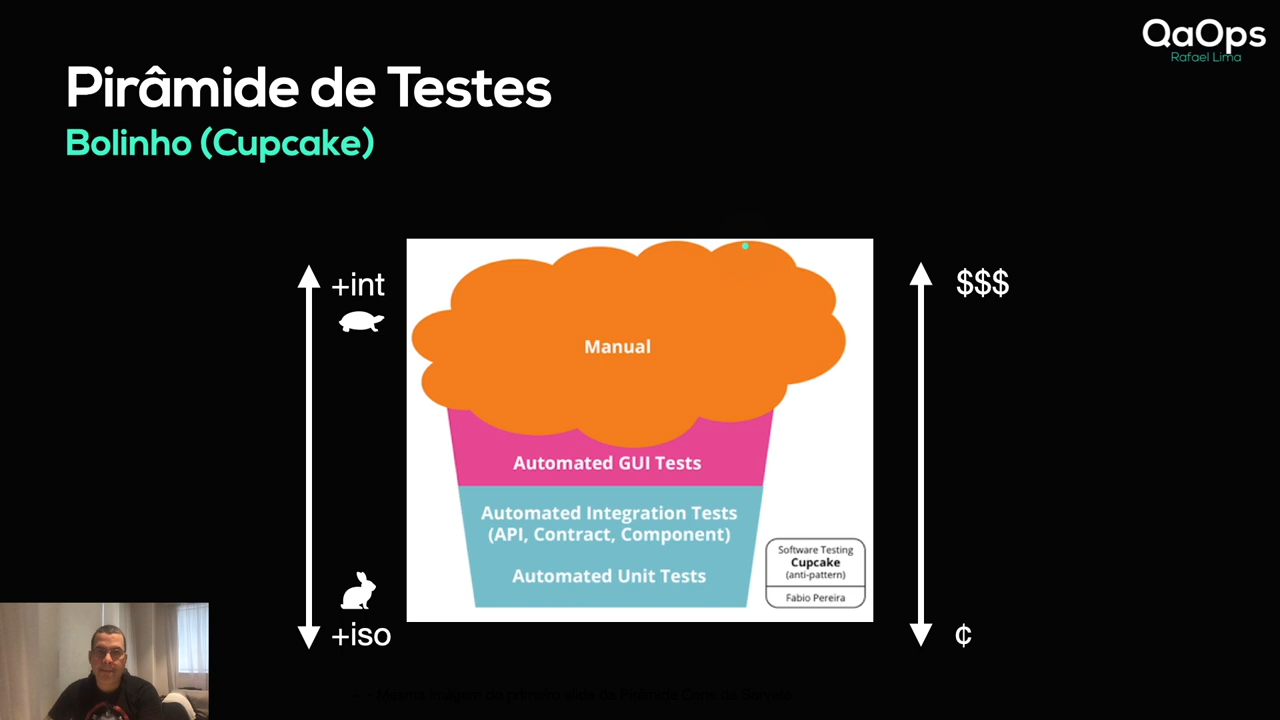 QaOps
Rafael Lima
Pirâmide de Testes
Bolinho (Cupcake)
+int
$$$
Manual
Automated GUI Tests
Automated Integration Tests
(API, Contract, Component)
Automated Unit Tests
Software Testing
Cupcake
(anti-pattern)
Fabio Pereira
+iso
¢